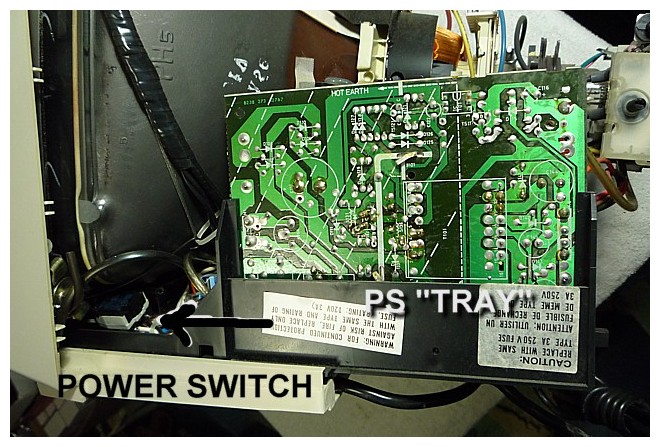 HOT EARTH
PS "TRAY"
WARNING: FOR CONTINUED PROTECTION
AGAINST RISK OF FIRE, REPLACE ONLY
WITH THE SAME TYPE AND RATING OF
FUSE. (RATING: 120V 3A).
CAUTION:
REPLACE WITH SAME
TYPE 3A 250V FUSE
ATTENTION: UTILISER UN
FUSIBLE DE RECHANGE
DE MEME TYPE
3A 250V
POWER SWITCH